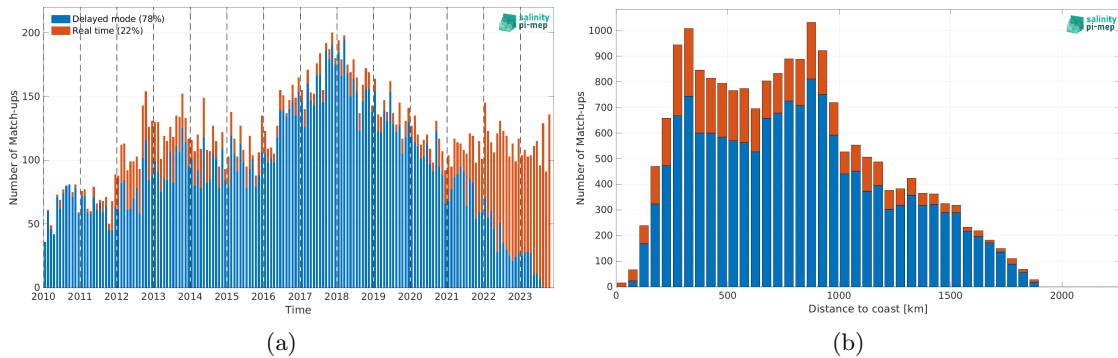 Delayed mode (78%)
Real time (22%)
salinity
pi-mep
Number of Match-ups
200
150
100
50
0
2010 2011 2012 2013 2014 2015 2016 2017 2018 2019 2020 2021 2022 2023
Time
(a)
salinity
pi-mep
Number of Match-ups
1000
900
800
700
600
500
400
300
200
100
0
0 500 1000 1500 2000
Distance to coast [km]
(b)